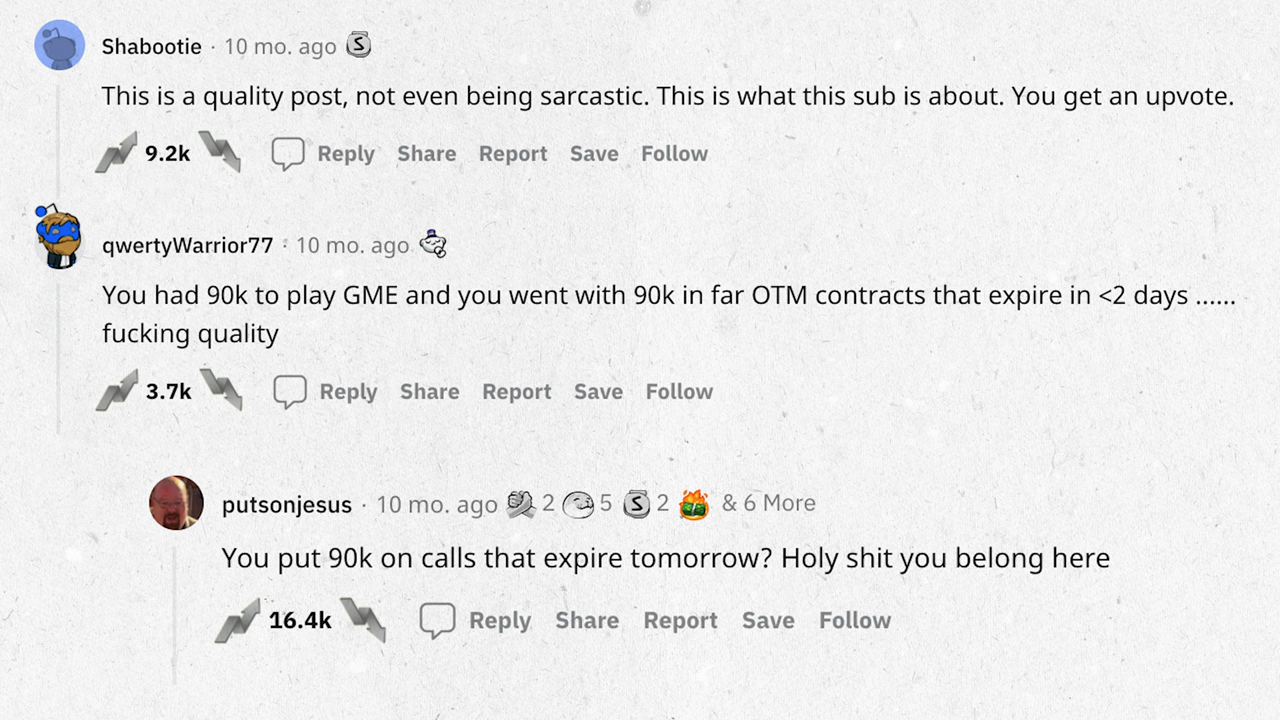 Shabootie · 10 mo. ago S
This is a quality post, not even being sarcastic. This is what this sub is about. You get an upvote.
9.2k Reply Share Report Save Follow
qwertyWarrior77 · 10 mo. ago
You had 90k to play GME and you went with 90k in far OTM contracts that expire in <2 days ......
fucking quality
3.7k Reply Share Report Save Follow
putsonjesus · 10 mo. ago 2 5 S 2 & 6 More
You put 90k on calls that expire tomorrow? Holy shit you belong here
16.4k Reply Share Report Save Follow